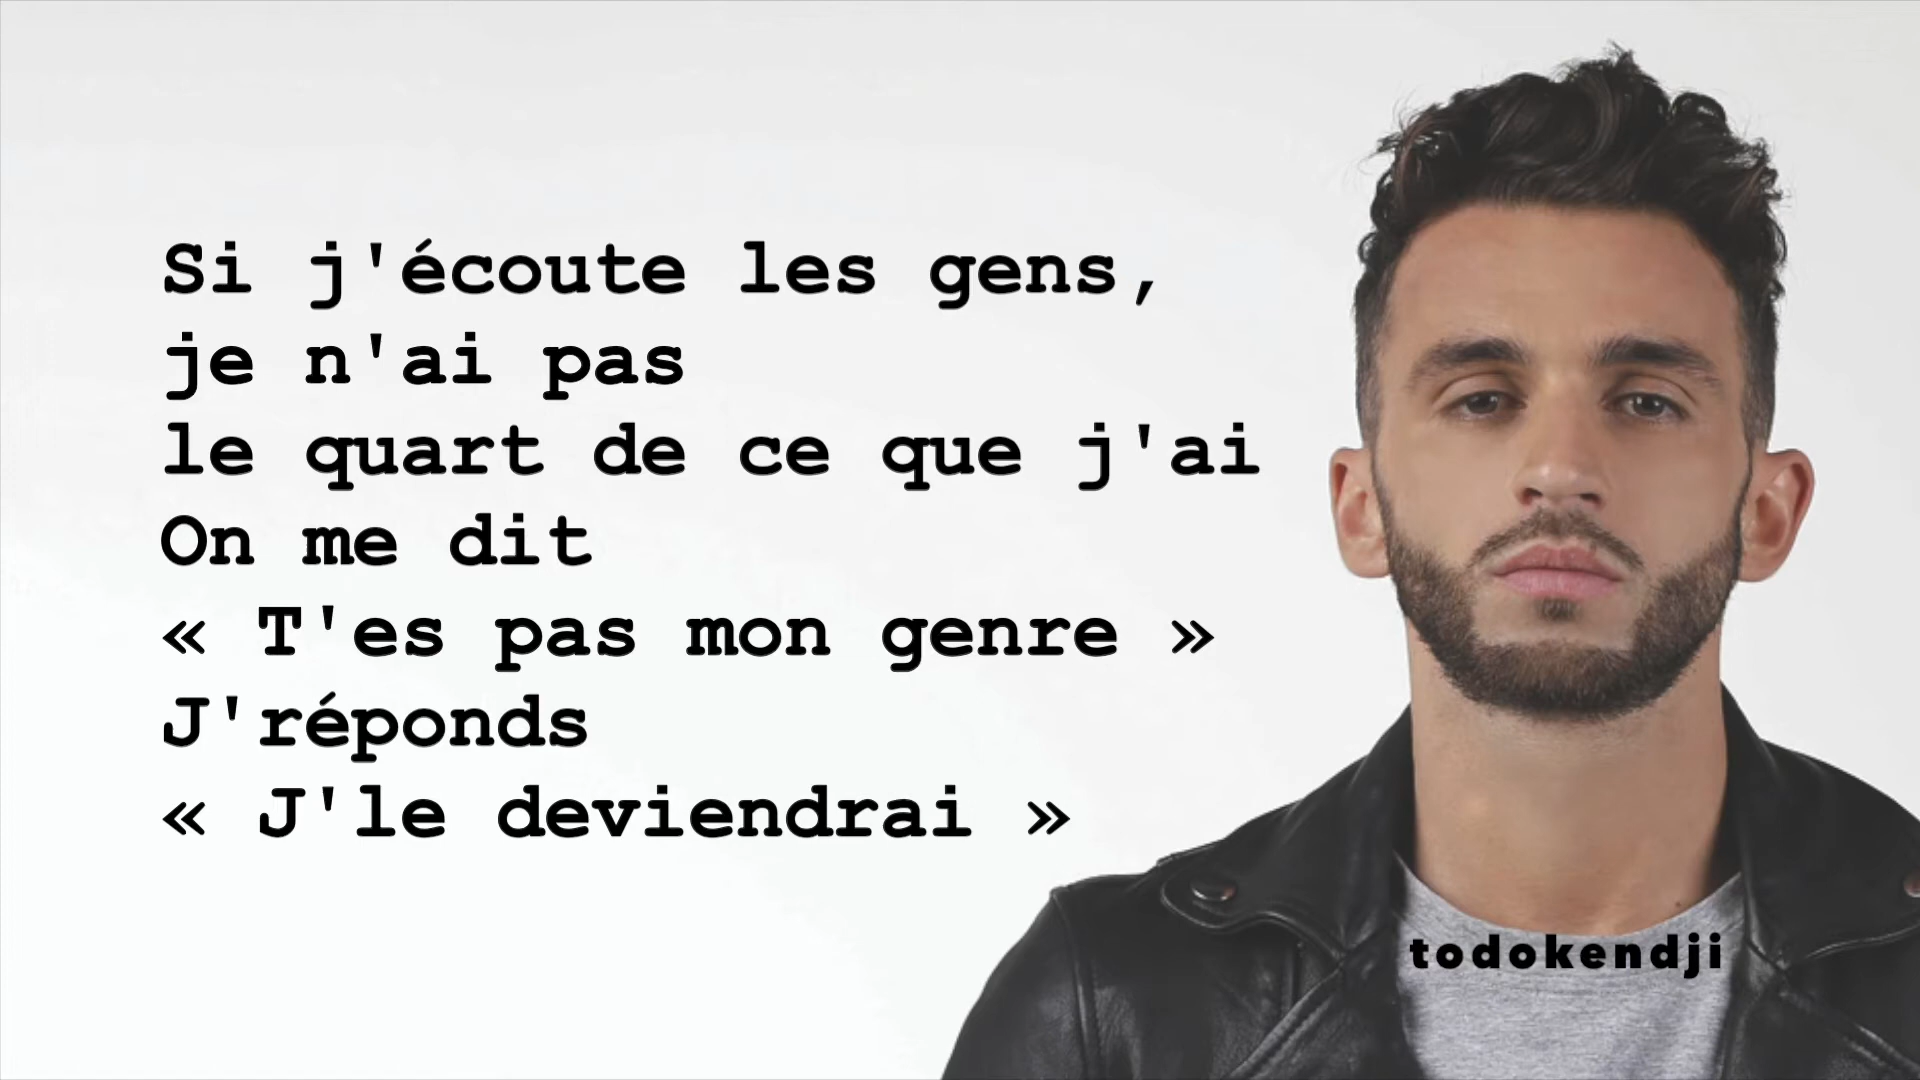 Si j'écoute les gens,
je n'ai pas
le quart de ce que j'ai
On me dit
« T'es pas mon genre »
J'réponds
« J'le deviendrai »
todokendji